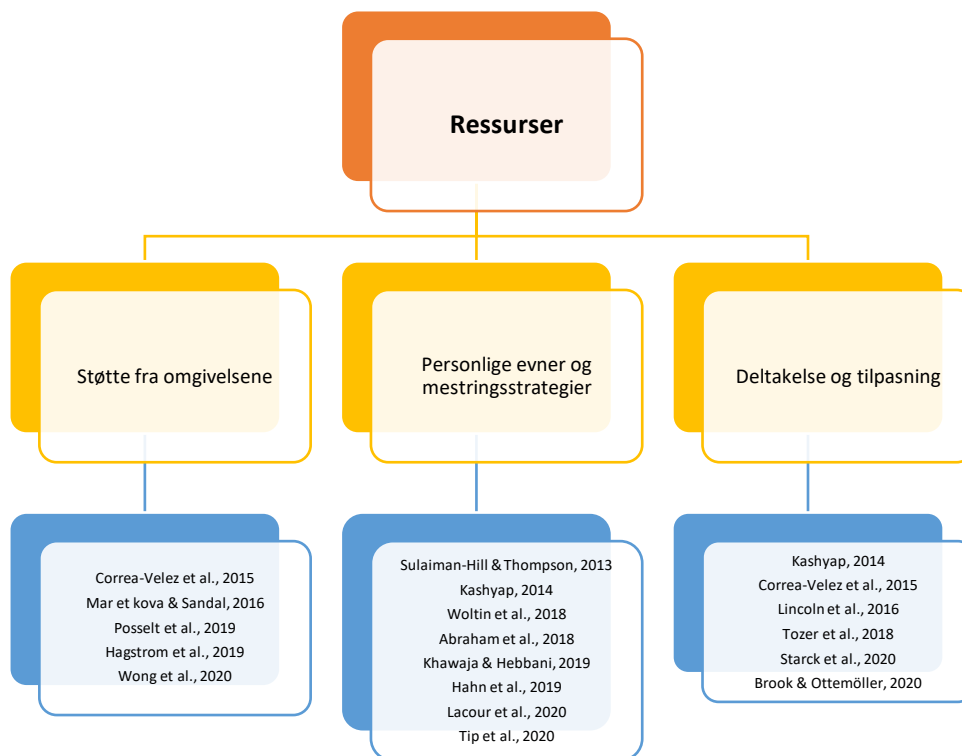 Ressurser
Støtte fra omgivelsene
Personlige evner og
mestringsstrategier
Deltakelse og tilpasning
Correa-Velez et al., 2015
Mar et kova & Sandal, 2016
Posselt et al., 2019
Hagstrom et al., 2019
Wong et al., 2020
Sulaiman-Hill & Thompson, 2013
Kashyap, 2014
Woltin et al., 2018
Abraham et al., 2018
Khawaja & Hebbani, 2019
Hahn et al., 2019
Lacour et al., 2020
Tip et al., 2020
Kashyap, 2014
Correa-Velez et al., 2015
Lincoln et al., 2016
Tozer et al., 2018
Starck et al., 2020
Brook & Ottemöller, 2020